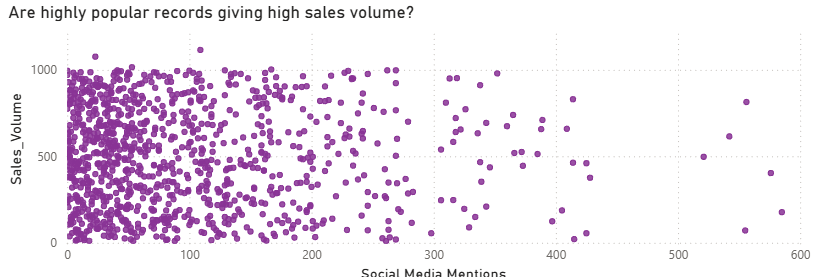 Are highly popular records giving high sales volume?
Sales_Volume
1000
500
0
0 100 200 300 400 500 600
Social Media Mentions